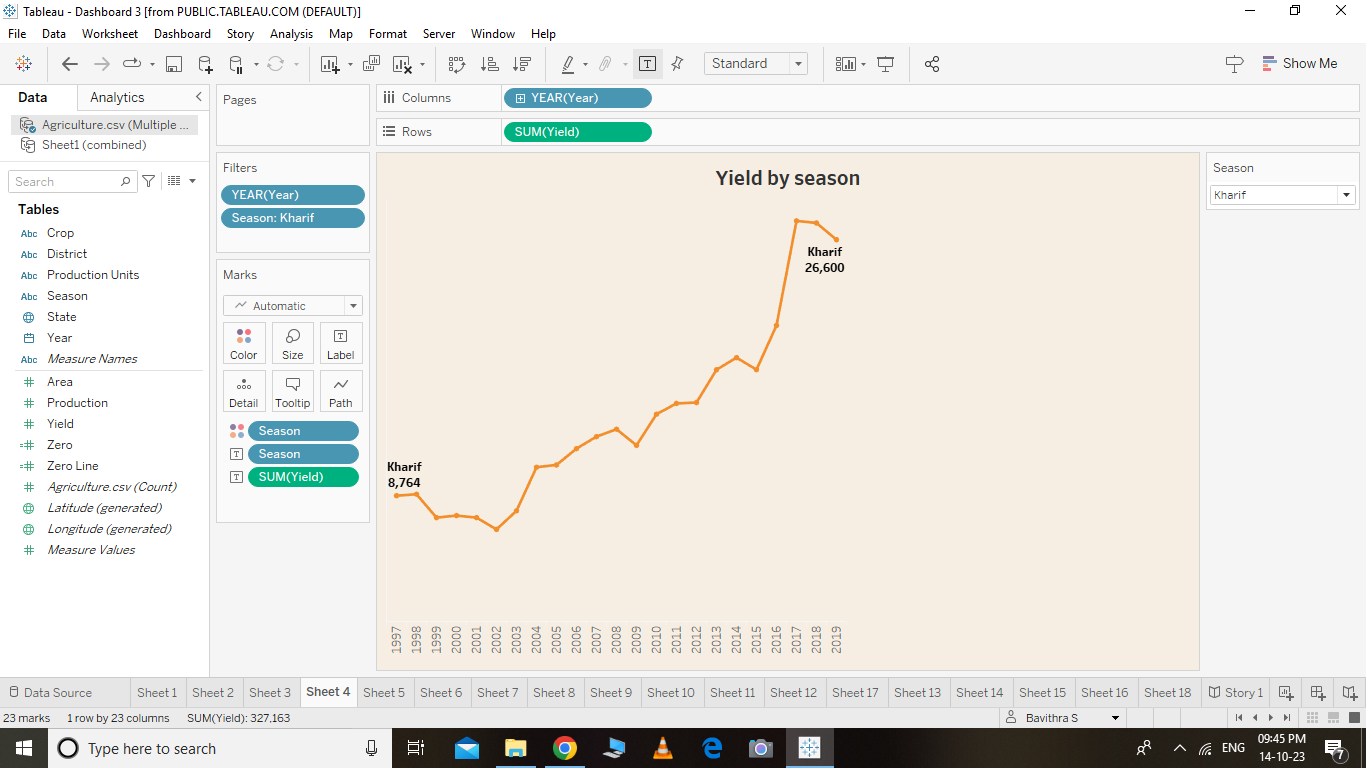 Tableau - Dashboard 3 [from PUBLIC.TABLEAU.COM (DEFAULT)]
File Data Worksheet Dashboard Story Analysis Map Format Server Window Help
Standard
Show Me
Data Analytics
Agriculture.csv (Multiple ...
Sheet1 (combined)
Search
Tables
Abc Crop
Abc District
Abc Production Units
Abc Season
State
Year
Abc Measure Names
# Area
# Production
# Yield
=# Zero
=# Zero Line
# Agriculture.csv (Count)
Latitude (generated)
Longitude (generated)
# Measure Values
Pages
Filters
YEAR(Year)
Season: Kharif
Marks
Automatic
Color Size Label
Detail Tooltip Path
Season
Season
SUM(Yield)
Columns YEAR(Year)
Rows SUM(Yield)
Yield by season
Kharif
26,600
Kharif
8,764
1997 1998 1999 2000 2001 2002 2003 2004 2005 2006 2007 2008 2009 2010 2011 2012 2013 2014 2015 2016 2017 2018 2019
Season
Kharif
Data Source Sheet 1 Sheet 2 Sheet 3 Sheet 4 Sheet 5 Sheet 6 Sheet 7 Sheet 8 Sheet 9 Sheet 10 Sheet 11 Sheet 12 Sheet 17 Sheet 13 Sheet 14 Sheet 15 Sheet 16 Sheet 18 Story 1
23 marks 1 row by 23 columns SUM(Yield): 327,163 Bavithra S
Type here to search
ENG
09:45 PM
14-10-23
7